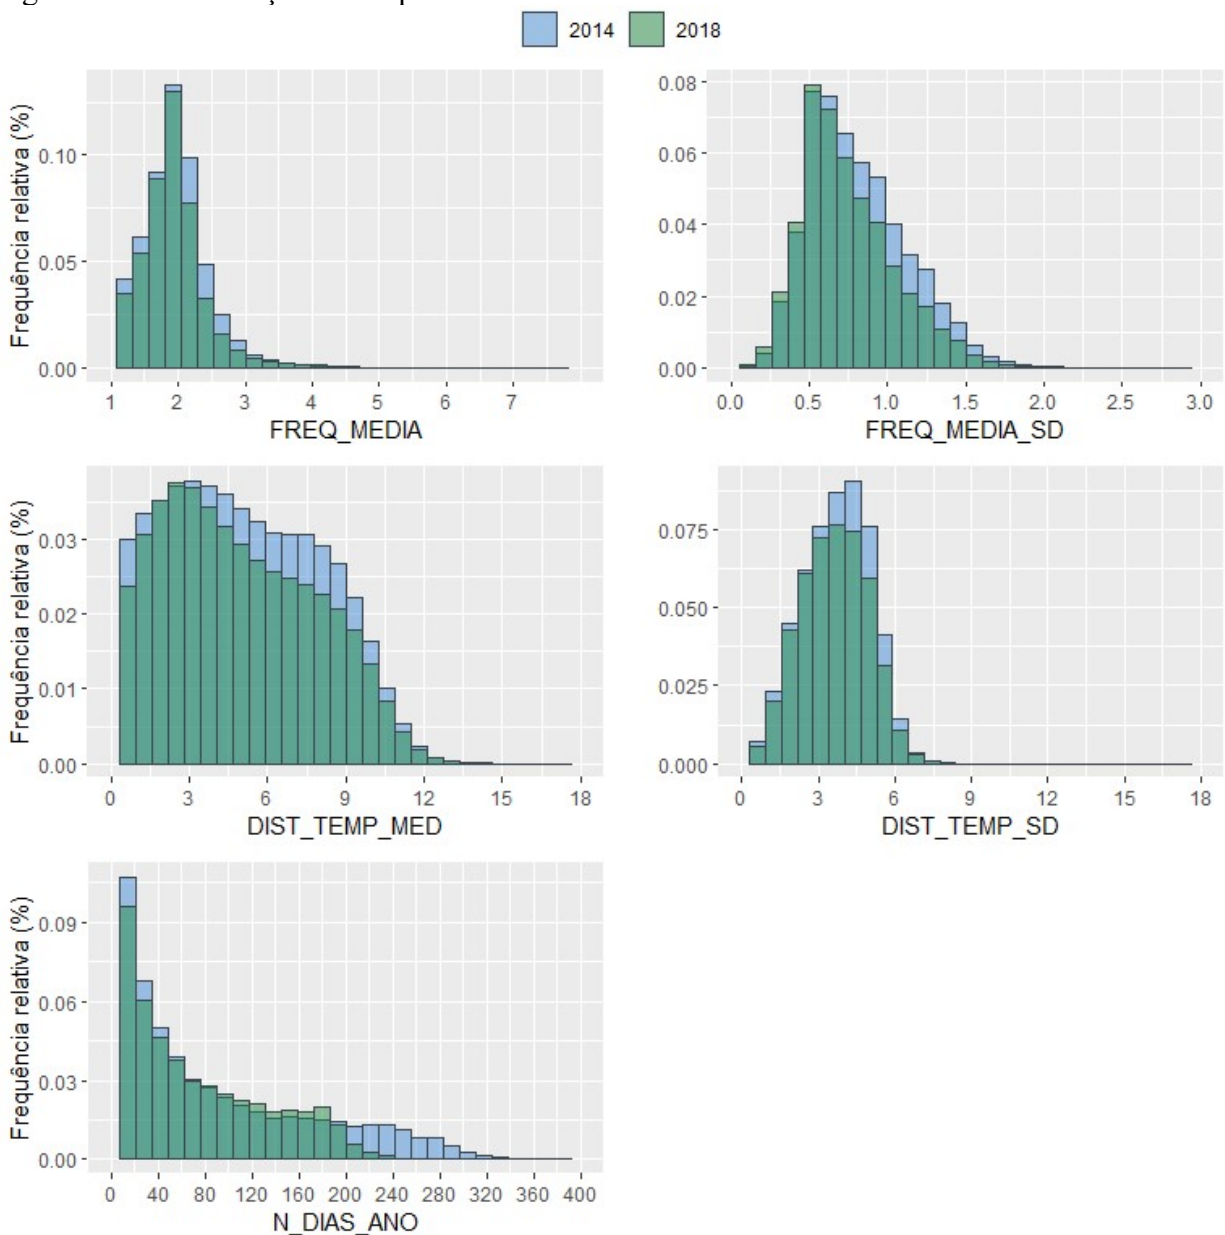 2014 2018
Frequência relativa (%)
0.10
0.05
0.00
1 2 3 4 5 6 7
FREQ_MEDIA
0.08
0.06
0.04
0.02
0.00
0.0 0.5 1.0 1.5 2.0 2.5 3.0
FREQ_MEDIA_SD
Frequência relativa (%)
0.03
0.02
0.01
0.00
0 3 6 9 12 15 18
DIST_TEMP_MED
0.075
0.050
0.025
0.000
0 3 6 9 12 15 18
DIST_TEMP_SD
Frequência relativa (%)
0.09
0.06
0.03
0.00
0 40 80 120 160 200 240 280 320 360 400
N_DIAS_ANO